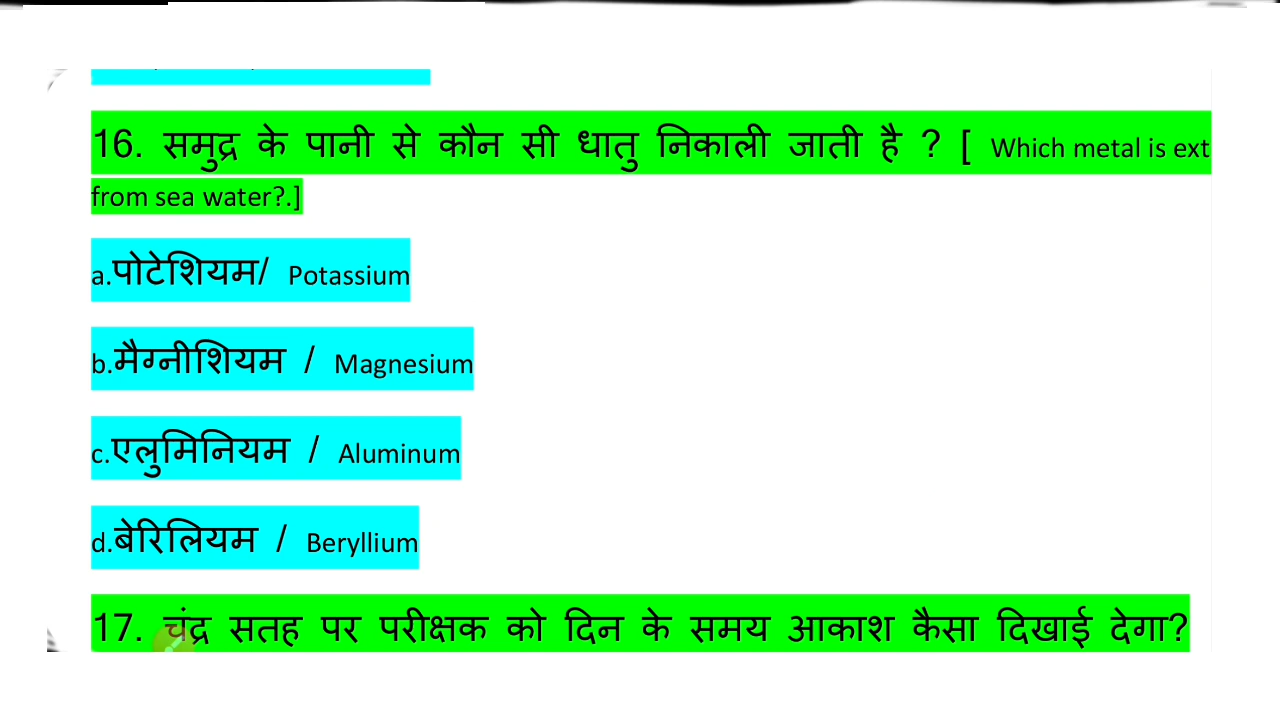 16. समुद्र के पानी से कौन सी धातु निकाली जाती है ? [ Which metal is ext
from sea water?.]
a.पोटेशियम/ Potassium
b.मैग्नीशियम / Magnesium
c.एलुमिनियम / Aluminum
d.बेरिलियम / Beryllium
17. चंद्र सतह पर परीक्षक को दिन के समय आकाश कैसा दिखाई देगा?